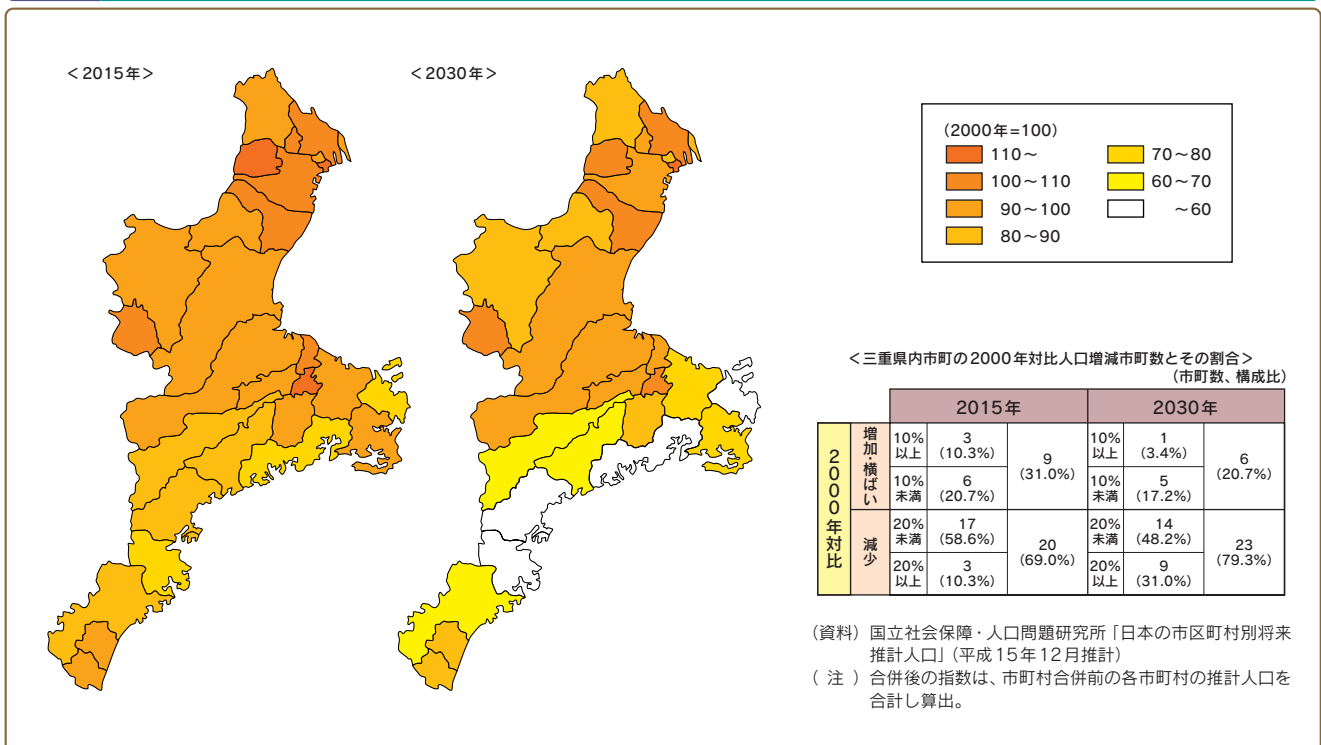 <2015年>
<2030年>
(2000年=100)
110〜
100〜110
90〜100
80〜90
70〜80
60〜70
〜60
<三重県内市町の2000年対比人口増減市町数とその割合>
(市町数、構成比)
2015年 2030年
2000年対比
増加・横ばい
10%以上 3 (10.3%) 9 (31.0%) 10%以上 1 (3.4%) 6 (20.7%)
10%未満 6 (20.7%) 10%未満 5 (17.2%)
減少
20%未満 17 (58.6%) 20 (69.0%) 20%未満 14 (48.2%) 23 (79.3%)
20%以上 3 (10.3%) 20%以上 9 (31.0%)
(資料)国立社会保障・人口問題研究所「日本の市区町村別将来
推計人口」(平成15年12月推計)
(注)合併後の指数は、市町村合併前の各市町村の推計人口を
合計し算出。